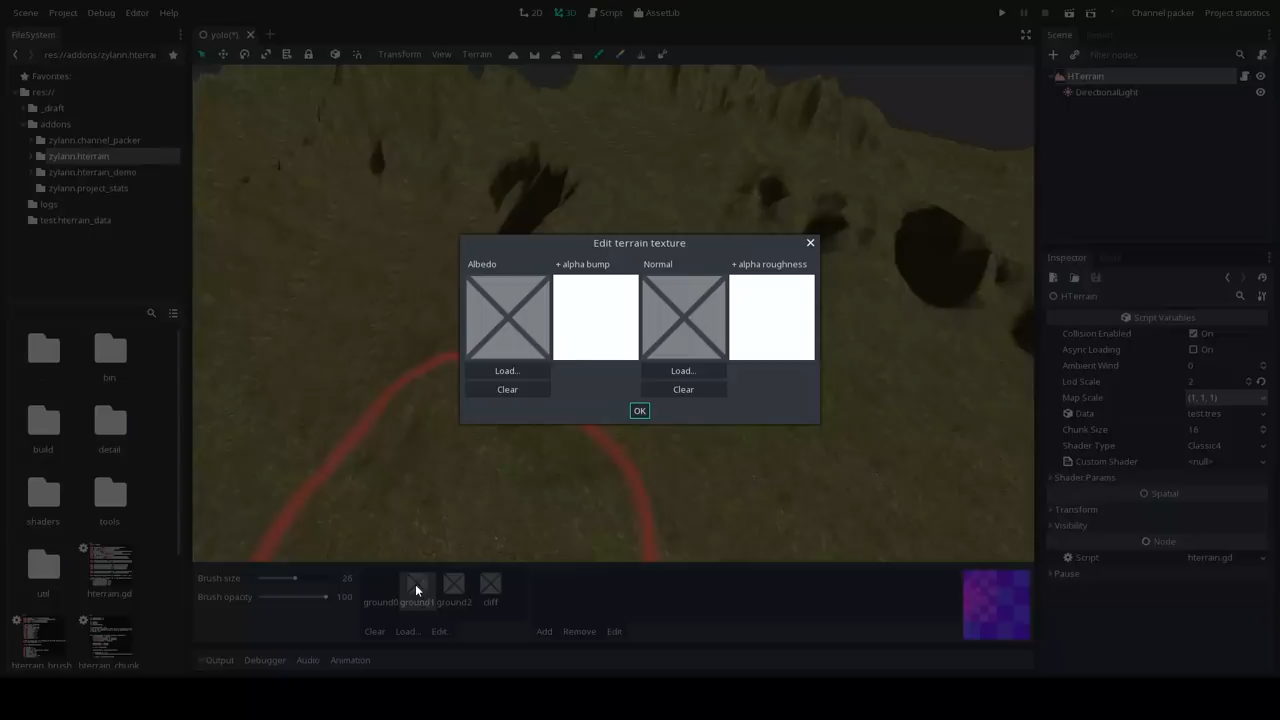 Scene Project Debug Editor Help
2D 3D Script AssetLib
Channel packer Project statistics
FileSystem
res://addons/zylann.hterrai
Favorites:
res://
_draft
addons
zylann.channel_packer
zylann.hterrain
zylann.hterrain_demo
zylann.project_stats
logs
test.hterrain_data
..
bin
build
detail
shaders
tools
util
hterrain.gd
hterrain_brush
hterrain_chunk
yolo(*)
Transform View Terrain
Edit terrain texture
Albedo + alpha bump Normal + alpha roughness
Load... Load...
Clear Clear
OK
Brush size 26
Brush opacity 100
ground0 ground1 ground2 cliff
Clear Load... Edit...
Add Remove Edit
Output Debugger Audio Animation
Scene
Filter nodes
HTerrain
DirectionalLight
Inspector
HTerrain
Script Variables
Collision Enabled On
Async Loading On
Ambient Wind 0
Lod Scale 2
Map Scale (1, 1, 1)
Data test.tres
Chunk Size 16
Shader Type Classic4
Custom Shader <null>
Shader Params
Spatial
Transform
Visibility
Node
Script hterrain.gd
Pause